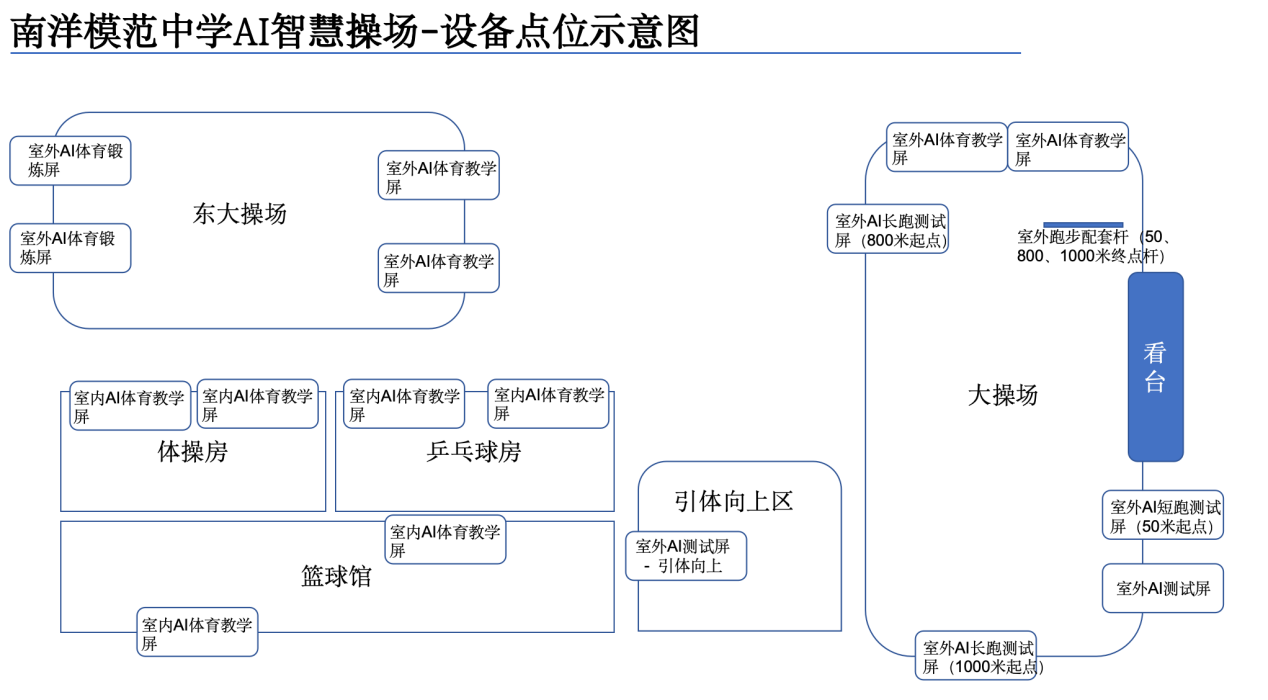 南洋模范中学AI智慧操场-设备点位示意图
室外AI体育锻
炼屏
室外AI体育锻
炼屏
东大操场
室外AI体育教学
屏
室外AI体育教学
屏
室外AI体育教学
屏
室外AI体育教学
屏
室外AI长跑测试
屏（800米起点）
室外跑步配套杆（50、
800、1000米终点杆）
看
台
大操场
室外AI短跑测试
屏（50米起点）
室外AI测试屏
室外AI长跑测试
屏（1000米起点）
室内AI体育教学
屏
室内AI体育教学
屏
体操房
室内AI体育教学
屏
室内AI体育教学
屏
乒乓球房
室内AI体育教学
屏
篮球馆
室内AI体育教学
屏
引体向上区
室外AI测试屏
- 引体向上